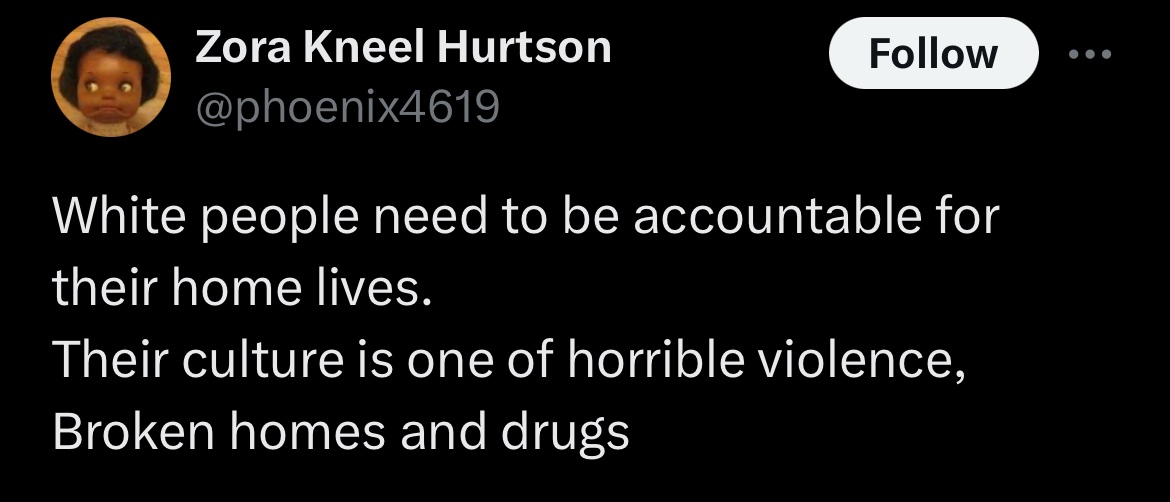 Zora Kneel Hurtson
Follow
@phoenix4619
White people need to be accountable for
their home lives.
Their culture is one of horrible violence,
Broken homes and drugs